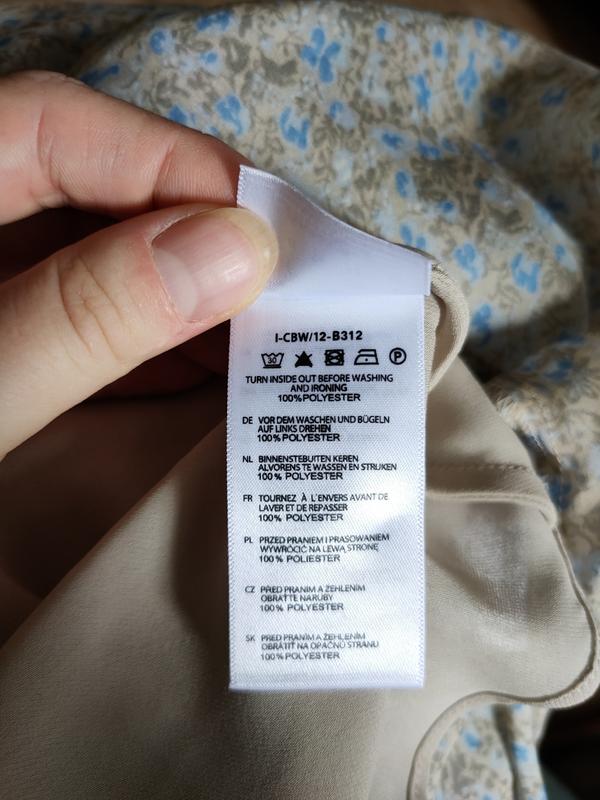 I-CBW/12-B312
30 P
TURN INSIDE OUT BEFORE WASHING
AND IRONING
100%POLYESTER
DE VOR DEM WASCHEN UND BÜGELN
AUF LINKS DREHEN
100% POLYESTER
NL BINNENSTEBUITEN KEREN
ALVORENS TE WASSEN EN STRIJKEN
100% POLYESTER
FR TOURNEZ À L'ENVERS AVANT DE
LAVER ET DE REPASSER
100% POLYESTER
PL PRZED PRANIEM I PRASOWANIEM
WYWRÓCIĆ NA LEWĄ STRONĘ
100% POLIESTER
CZ PŘED PRANÍM A ŽEHLENÍM
OBRAŤTE NARUBY
100% POLYESTER
SK PRED PRANÍM A ŽEHLENÍM
OBRÁTIŤ NA OPAČNÚ STRANU
100% POLYESTER